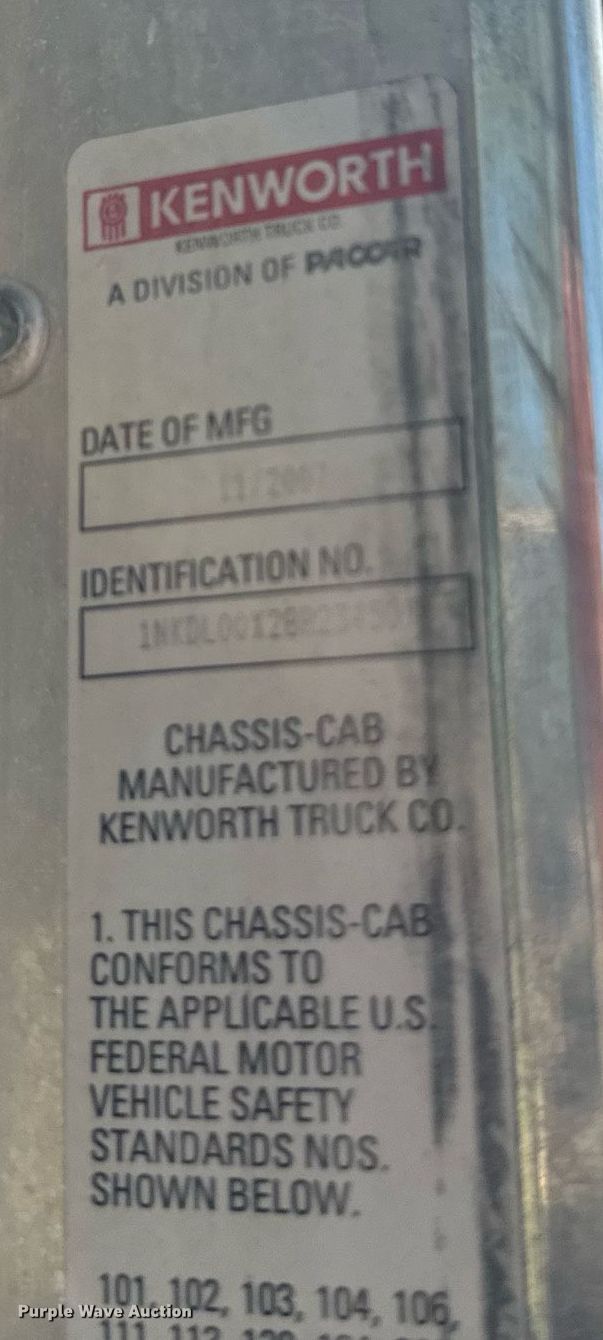 KENWORTH
KENWORTH TRUCK CO.
A DIVISION OF PACCAR
DATE OF MFG
11/2007
IDENTIFICATION NO.
CHASSIS-CAB
MANUFACTURED BY
KENWORTH TRUCK CO.
1. THIS CHASSIS-CAB
CONFORMS TO
THE APPLICABLE U.S.
FEDERAL MOTOR
VEHICLE SAFETY
STANDARDS NOS.
SHOWN BELOW.
101, 102, 103, 104, 106,
Purple Wave Auction